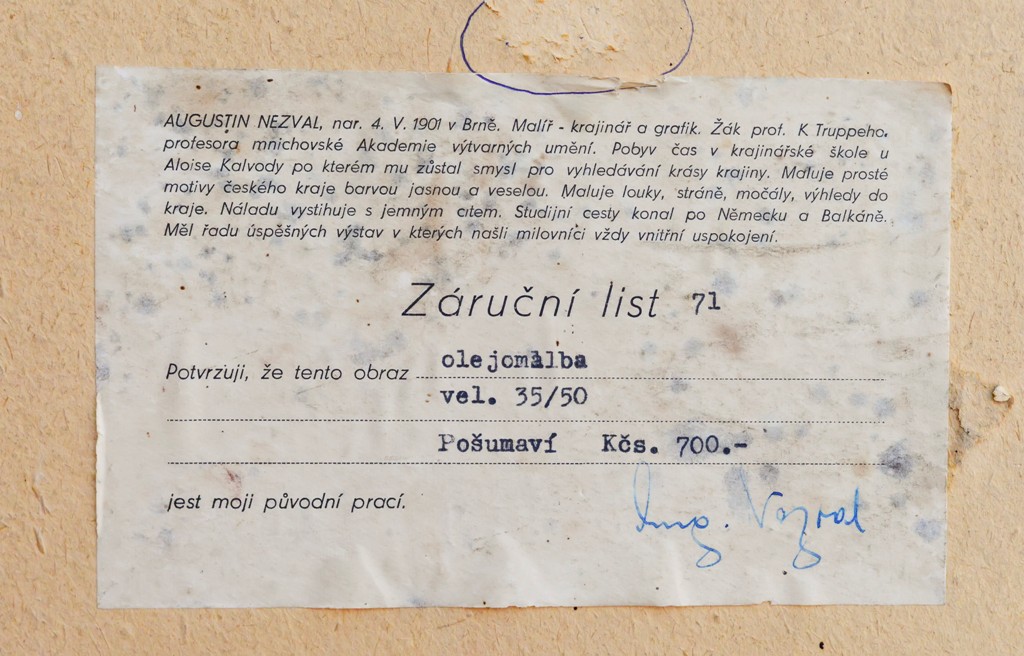 AUGUSTIN NEZVAL, nar. 4. V. 1901 v Brně. Malíř - krajinář a grafik. Žák prof. K Truppeho,
profesora mnichovské Akademie výtvarných umění. Pobyv čas v krajinářské škole u
Aloise Kalvody po kterém mu zůstal smysl pro vyhledávání krásy krajiny. Maluje prosté
motivy českého kraje barvou jasnou a veselou. Maluje louky, stráně, močály, výhledy do
kraje. Náladu vystihuje s jemným citem. Studijní cesty konal po Německu a Balkáně.
Měl řadu úspěšných výstav v kterých našli milovníci vždy vnitřní uspokojení.
Záruční list 71
Potvrzuji, že tento obraz olejomalba
vel. 35/50
Pošumaví Kčs. 700.-
jest moji původní prací.
Aug. Nezval